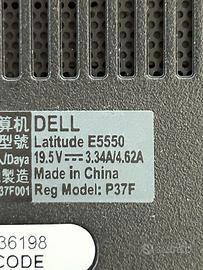 算机 DELL
型號 Latitude E5550
/Daya 19.5V⎓3.34A/4.62A
製造 Made in China
37F001 Reg Model: P37F
36198
CODE